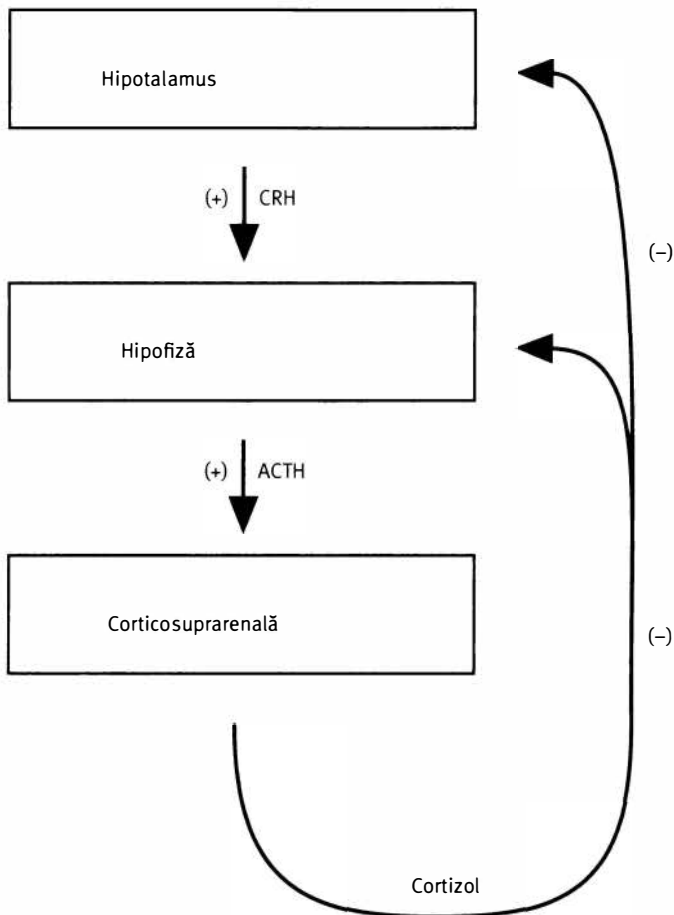 Hipotalamus
(+) CRH
(–)
Hipofiză
(+) ACTH
Corticosuprarenală
(–)
Cortizol